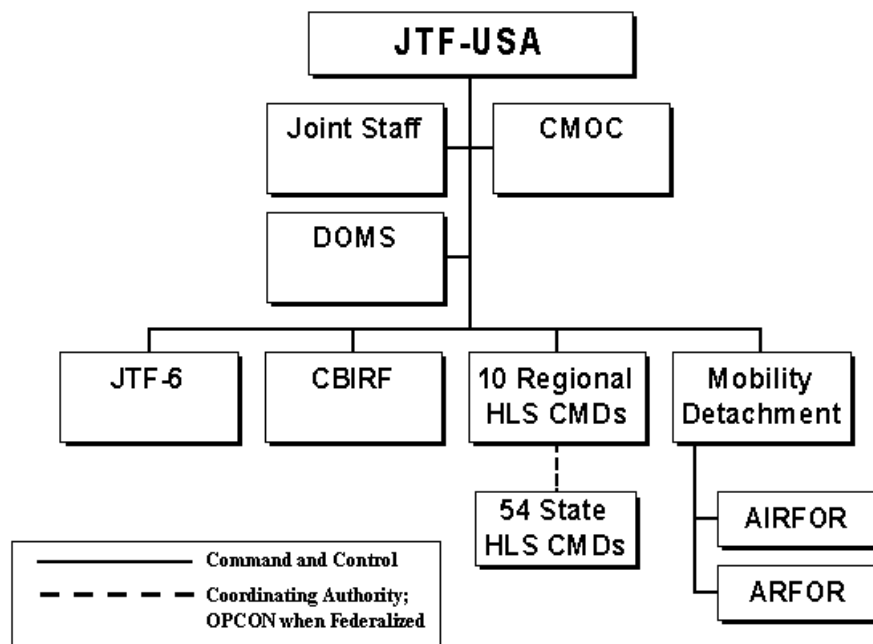 JTF-USA
Joint Staff
CMOC
DOMS
JTF-6
CBIRF
10 Regional
HLS CMDs
Mobility
Detachment
54 State
HLS CMDs
AIRFOR
ARFOR
Command and Control
Coordinating Authority;
OPCON when Federalized